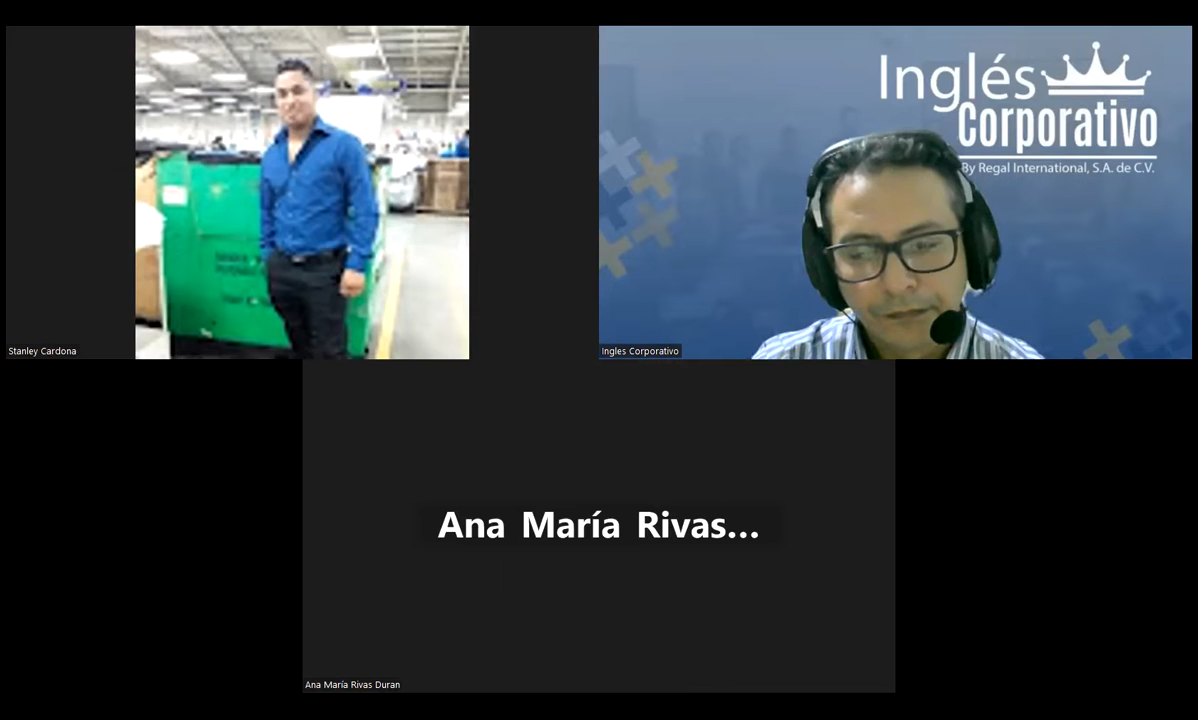 Inglés
Corporativo
By Regal International, S.A. de C.V.
Stanley Cardona
Ingles Corporativo
Ana María Rivas...
Ana María Rivas Duran